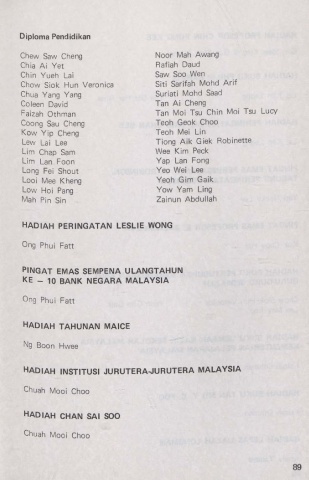 Diploma Pendidikan
Chew Saw Cheng
Chia Ai Yet
Chin Yueh Lai
Chow Siok Hun Veronica
Chua Yang Yang
Coleen David
Faizah Othman
Coong Sau Cheng
Kow Yip Cheng
Lew Lai Lee
Lim Chap Sam
Lim Lan Foon
Long Fei Shout
Looi Mee Kheng
Low Hoi Pang
Mah Pin Sin
Noor Mah Awang
Rafiah Daud
Saw Soo Wen
Siti Sarifah Mohd Arif
Suriati Mohd Saad
Tan Ai Cheng
Tan Moi Tsu Chin Moi Tsu Lucy
Teoh Geok Choo
Teoh Mei Lin
Tiong Aik Giek Robinette
Wee Kim Peck
Yap Lan Fong
Yeo Wei Lee
Yeoh Gim Gaik
Yow Yam Ling
Zainun Abdullah
HADIAH PERINGATAN LESLIE WONG
Ong Phui Fatt
PINGAT EMAS SEMPENA ULANGTAHUN
KE – 10 BANK NEGARA MALAYSIA
Ong Phui Fatt
HADIAH TAHUNAN MAICE
Ng Boon Hwee
HADIAH INSTITUSI JURUTERA-JURUTERA MALAYSIA
Chuah Mooi Choo
HADIAH CHAN SAI SOO
Chuah Mooi Choo
89